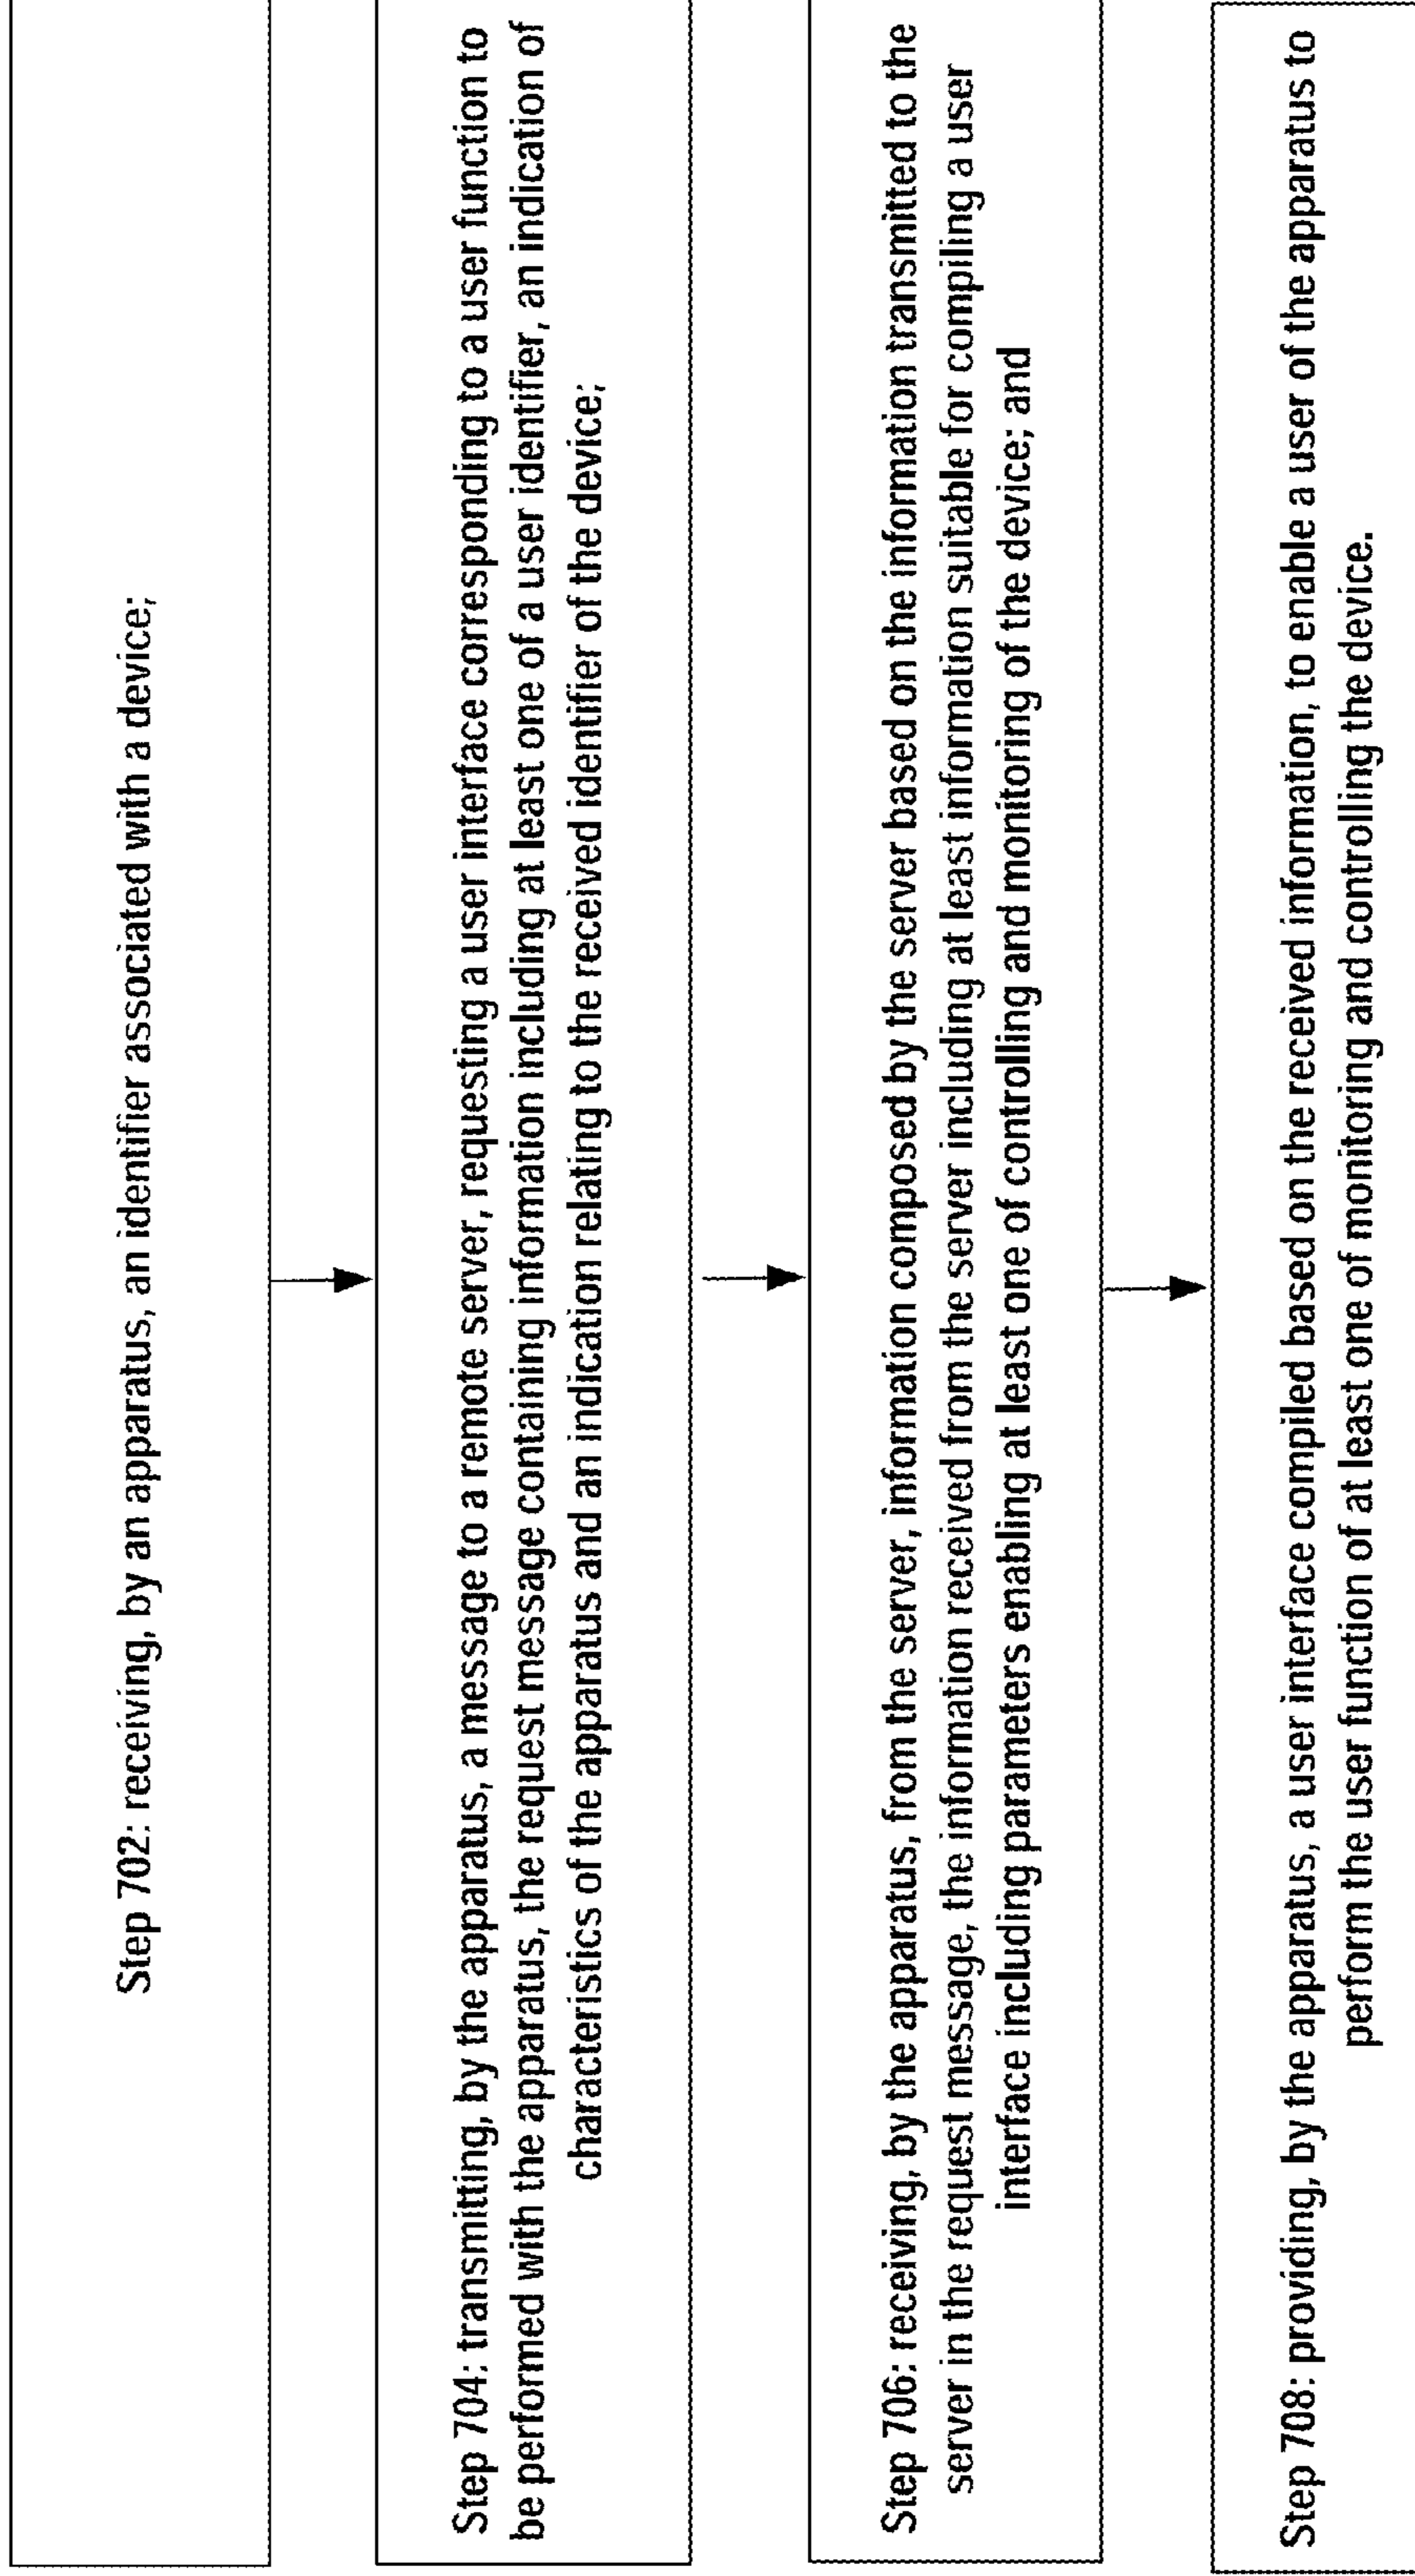 Step 702: receiving, by an apparatus, an identifier associated with a device;
Step 704: transmitting, by the apparatus, a message to a remote server, requesting a user interface corresponding to a user function to
be performed with the apparatus, the request message containing information including at least one of a user identifier, an indication of
characteristics of the apparatus and an indication relating to the received identifier of the device;
Step 706: receiving, by the apparatus, from the server, information composed by the server based on the information transmitted to the
server in the request message, the information received from the server including at least information suitable for compiling a user
interface including parameters enabling at least one of controlling and monitoring of the device; and
Step 708: providing, by the apparatus, a user interface compiled based on the received information, to enable a user of the apparatus to
perform the user function of at least one of monitoring and controlling the device.